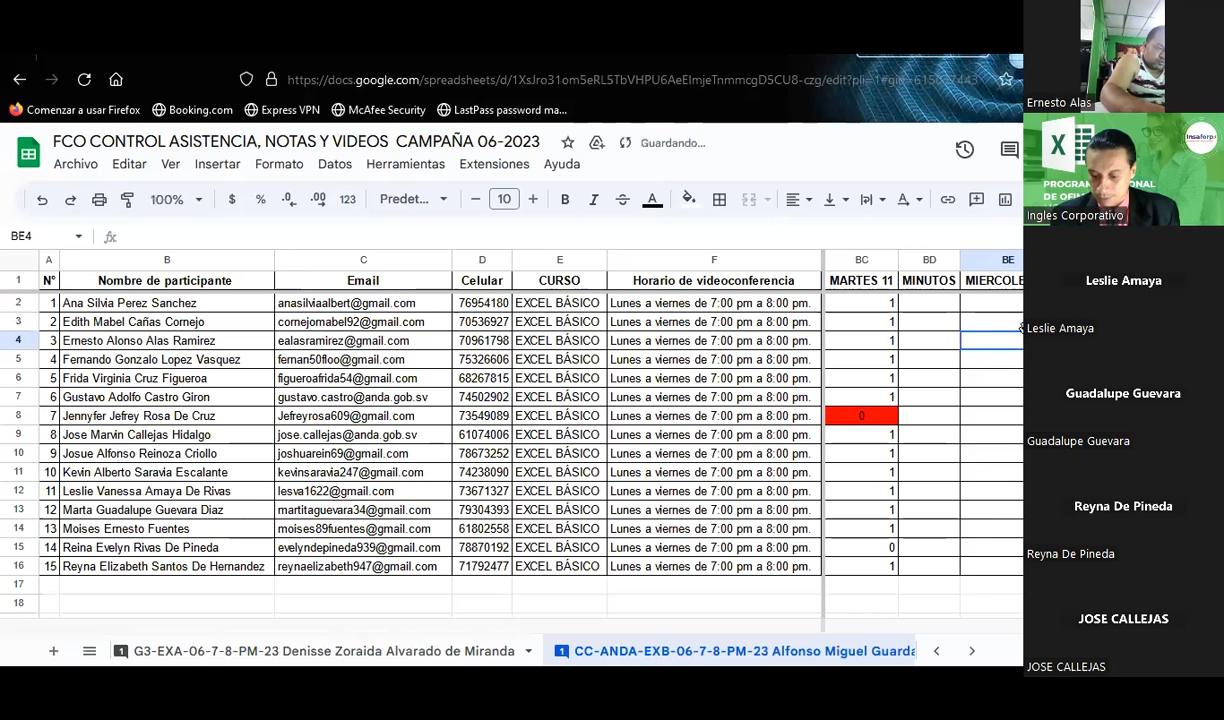 https://docs.google.com/spreadsheets/d/1XsJro31om5eRL5TbVHPU6AeEImjeTnmmcgD5CU8-czg/edit?pli=1#gid=
Comenzar a usar Firefox Booking.com Express VPN McAfee Security LastPass password ma...
FCO CONTROL ASISTENCIA, NOTAS Y VIDEOS CAMPAÑA 06-2023 Guardando...
Archivo Editar Ver Insertar Formato Datos Herramientas Extensiones Ayuda
100% $ % .0 .00 123 Predet... − 10 + B I A
BE4 fx
A B C D E F BC BD BE
1 N° Nombre de participante Email Celular CURSO Horario de videoconferencia MARTES 11 MINUTOS MIERCOLE
2 1 Ana Silvia Perez Sanchez anasilviaalbert@gmail.com 76954180 EXCEL BÁSICO Lunes a viernes de 7:00 pm a 8:00 pm. 1
3 2 Edith Mabel Cañas Cornejo cornejomabel92@gmail.com 70536927 EXCEL BÁSICO Lunes a viernes de 7:00 pm a 8:00 pm. 1
4 3 Ernesto Alonso Alas Ramirez ealasramirez@gmail.com 70961798 EXCEL BÁSICO Lunes a viernes de 7:00 pm a 8:00 pm. 1
5 4 Fernando Gonzalo Lopez Vasquez fernan50floo@gmail.com 75326606 EXCEL BÁSICO Lunes a viernes de 7:00 pm a 8:00 pm. 1
6 5 Frida Virginia Cruz Figueroa figueroafrida54@gmail.com 68267815 EXCEL BÁSICO Lunes a viernes de 7:00 pm a 8:00 pm. 1
7 6 Gustavo Adolfo Castro Giron gustavo.castro@anda.gob.sv 74502902 EXCEL BÁSICO Lunes a viernes de 7:00 pm a 8:00 pm. 1
8 7 Jennyfer Jefrey Rosa De Cruz Jefreyrosa609@gmail.com 73549089 EXCEL BÁSICO Lunes a viernes de 7:00 pm a 8:00 pm. 0
9 8 Jose Marvin Callejas Hidalgo jose.callejas@anda.gob.sv 61074006 EXCEL BÁSICO Lunes a viernes de 7:00 pm a 8:00 pm. 1
10 9 Josue Alfonso Reinoza Criollo joshuarein69@gmail.com 78673252 EXCEL BÁSICO Lunes a viernes de 7:00 pm a 8:00 pm. 1
11 10 Kevin Alberto Saravia Escalante kevinsaravia247@gmail.com 74238090 EXCEL BÁSICO Lunes a viernes de 7:00 pm a 8:00 pm. 1
12 11 Leslie Vanessa Amaya De Rivas lesva1622@gmail.com 73671327 EXCEL BÁSICO Lunes a viernes de 7:00 pm a 8:00 pm. 1
13 12 Marta Guadalupe Guevara Diaz martitaguevara34@gmail.com 79304393 EXCEL BÁSICO Lunes a viernes de 7:00 pm a 8:00 pm. 1
14 13 Moises Ernesto Fuentes moises89fuentes@gmail.com 61802558 EXCEL BÁSICO Lunes a viernes de 7:00 pm a 8:00 pm. 1
15 14 Reina Evelyn Rivas De Pineda evelyndepineda939@gmail.com 78870192 EXCEL BÁSICO Lunes a viernes de 7:00 pm a 8:00 pm. 0
16 15 Reyna Elizabeth Santos De Hernandez reynaelizabeth947@gmail.com 71792477 EXCEL BÁSICO Lunes a viernes de 7:00 pm a 8:00 pm. 1
17
18
1 G3-EXA-06-7-8-PM-23 Denisse Zoraida Alvarado de Miranda
1 CC-ANDA-EXB-06-7-8-PM-23 Alfonso Miguel Guarda
Ernesto Alas
X
Insaforp
Ingles Corporativo
Leslie Amaya
Leslie Amaya
Guadalupe Guevara
Guadalupe Guevara
Reyna De Pineda
Reyna De Pineda
JOSE CALLEJAS
JOSE CALLEJAS